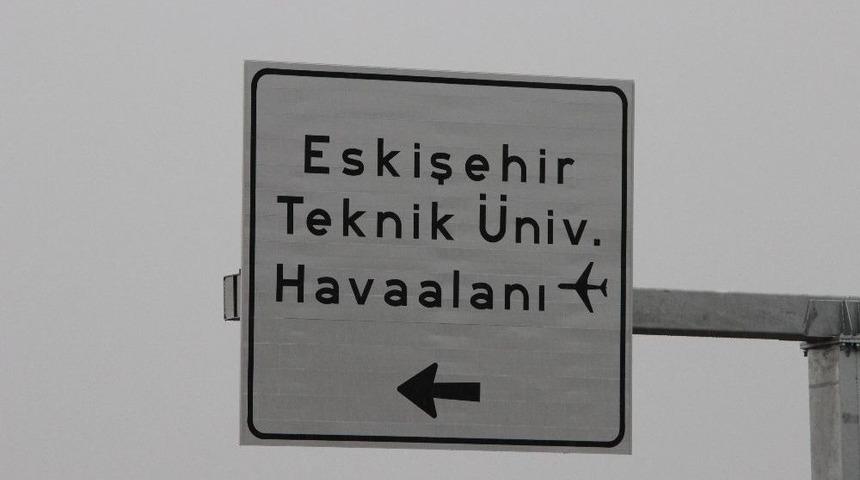 Eskişehir
Teknik Üniv.
Havaalanı